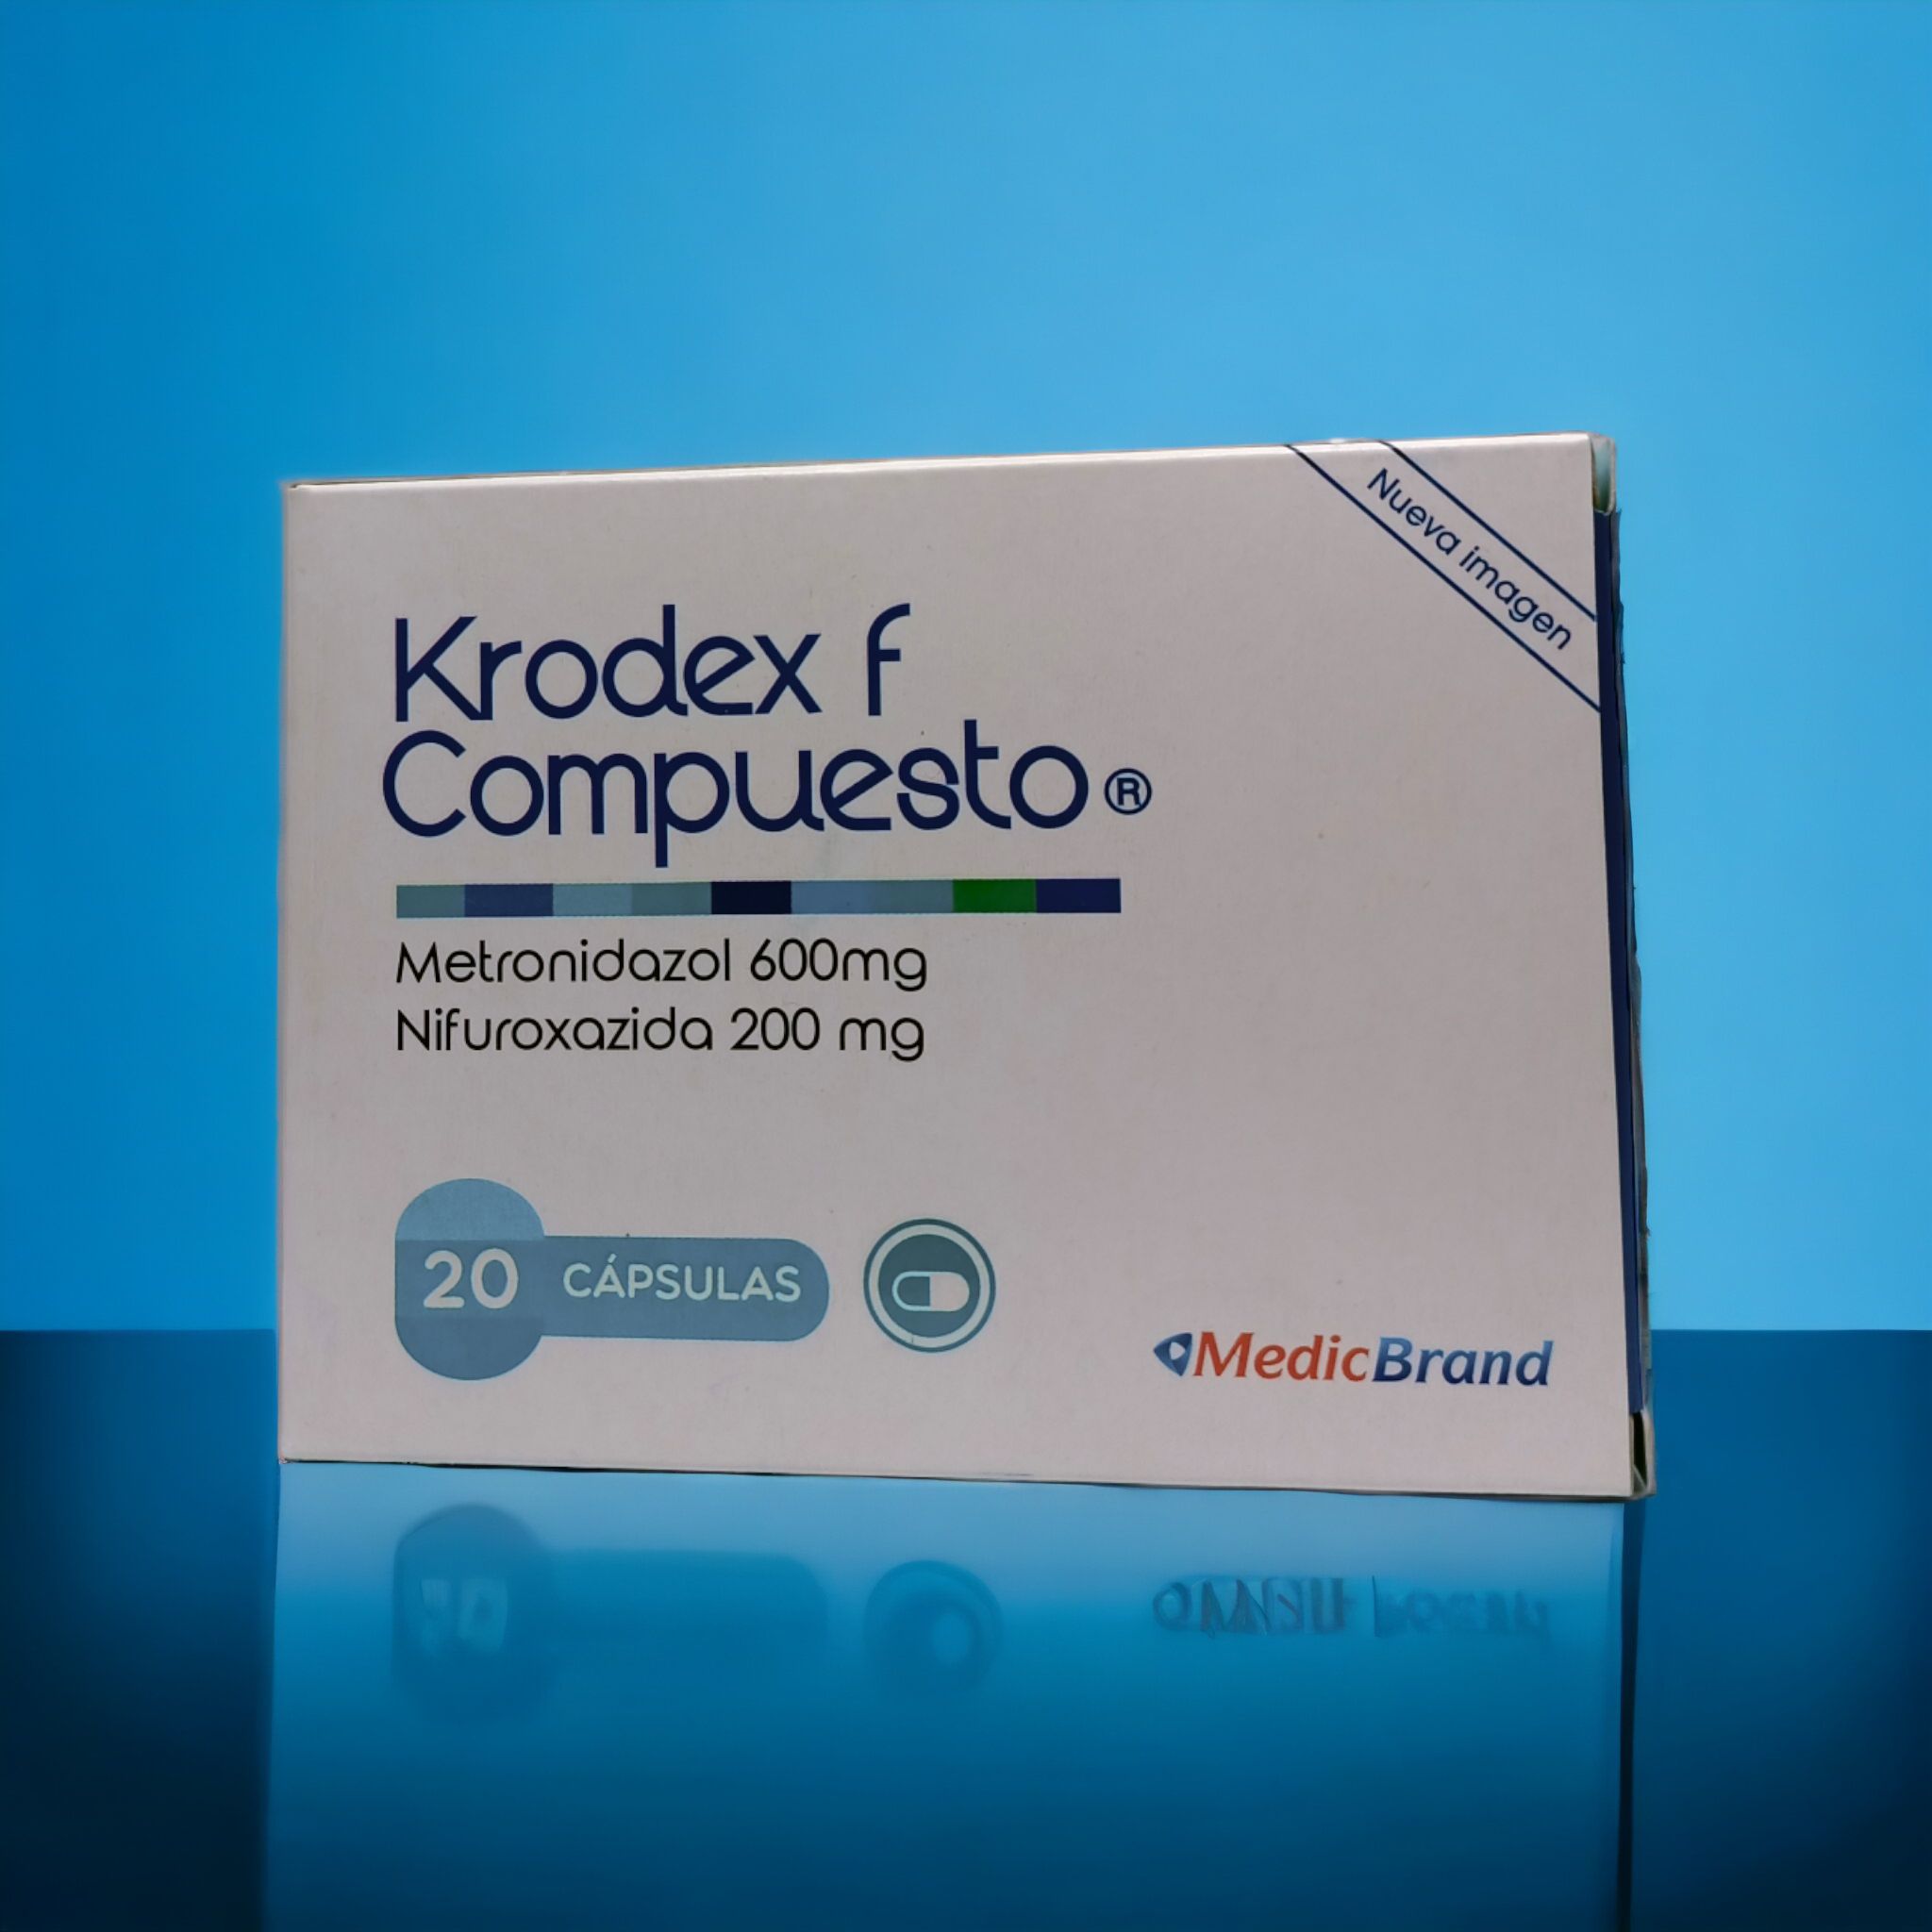 Nueva imagen
Krodex f
Compuesto®
Metronidazol 600mg
Nifuroxazida 200 mg
20 CÁPSULAS
MedicBrand